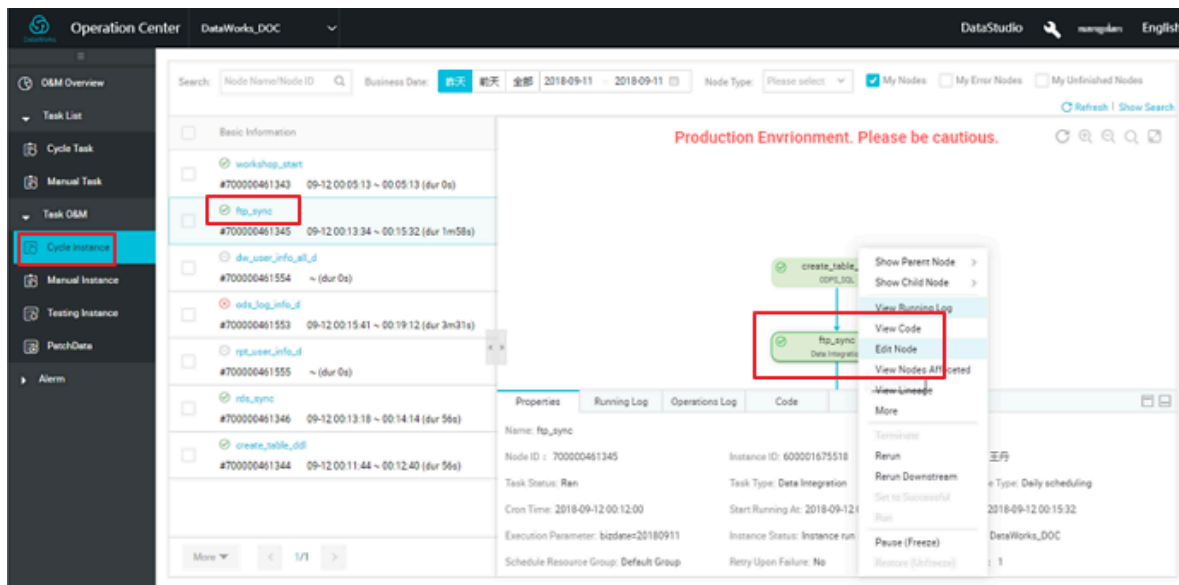 Operation Center DataWorks_DOC DataStudio English
DataWorks
O&M Overview
Task List
Cycle Task
Manual Task
Task O&M
Cycle Instance
Manual Instance
Testing Instance
PatchData
Alarm
Search: Node Name/Node ID Business Date: 昨天 前天 全部 2018-09-11 - 2018-09-11 Node Type: Please select My Nodes My Error Nodes My Unfinished Nodes
Refresh | Show Search
Basic Information
workshop_start
#700000461343 09-12 00:05:13 ~ 00:05:13 (dur 0s)
ftp_sync
#700000461345 09-12 00:13:34 ~ 00:15:32 (dur 1m58s)
dw_user_info_all_d
#700000461554 ~ (dur 0s)
ods_log_info_d
#700000461553 09-12 00:15:41 ~ 00:19:12 (dur 3m31s)
rpt_user_info_d
#700000461555 ~ (dur 0s)
rds_sync
#700000461346 09-12 00:13:18 ~ 00:14:14 (dur 56s)
create_table_ddl
#700000461344 09-12 00:11:44 ~ 00:12:40 (dur 56s)
More 1/1
Production Envrionment. Please be cautious.
create_table_
ODPS_SQL
ftp_sync
Data Integratio
Show Parent Node
Show Child Node
View Running Log
View Code
Edit Node
View Nodes Affected
View Lineage
More
Terminate
Rerun
Rerun Downstream
Set to Successful
Run
Pause (Freeze)
Restore (Unfreeze)
Properties Running Log Operations Log Code
Name: ftp_sync
Node ID : 700000461345 Instance ID: 600001675518 王丹
Task Status: Ran Task Type: Data Integration e Type: Daily scheduling
Cron Time: 2018-09-12 00:12:00 Start Running At: 2018-09-12 2018-09-12 00:15:32
Execution Parameter: bizdate=20180911 Instance Status: Instance run DataWorks_DOC
Schedule Resource Group: Default Group Retry Upon Failure: No : 1